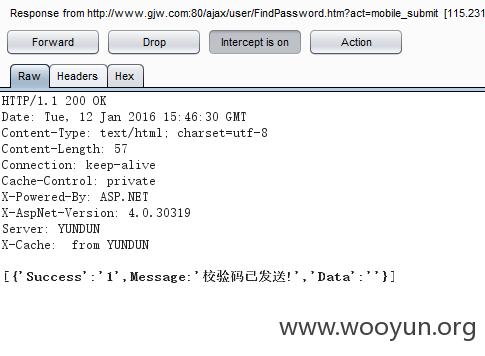 Response from http://www.gjw.com:80/ajax/user/FindPassword.htm?act=mobile_submit [115.231
Forward Drop Intercept is on Action
Raw Headers Hex
HTTP/1.1 200 OK
Date: Tue, 12 Jan 2016 15:46:30 GMT
Content-Type: text/html; charset=utf-8
Content-Length: 57
Connection: keep-alive
Cache-Control: private
X-Powered-By: ASP.NET
X-AspNet-Version: 4.0.30319
Server: YUNDUN
X-Cache:  from YUNDUN
[{'Success':'1',Message:'校验码已发送!','Data':''}]
www.wooyun.org